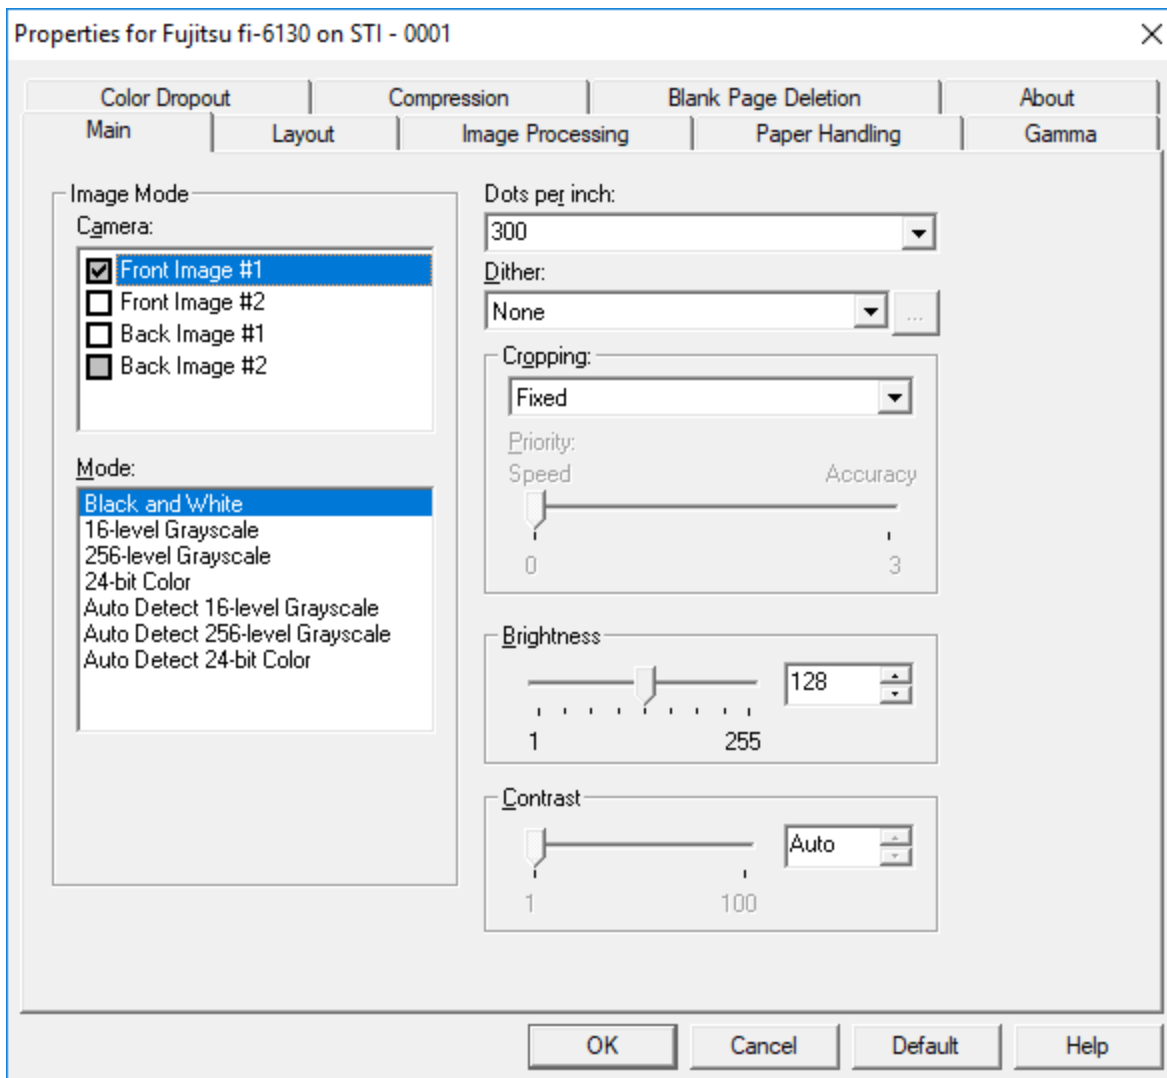 Properties for Fujitsu fi-6130 on STI - 0001
Color Dropout
Compression
Blank Page Deletion
About
Main
Layout
Image Processing
Paper Handling
Gamma
Image Mode
Camera:
Front Image #1
Front Image #2
Back Image #1
Back Image #2
Mode:
Black and White
16-level Grayscale
256-level Grayscale
24-bit Color
Auto Detect 16-level Grayscale
Auto Detect 256-level Grayscale
Auto Detect 24-bit Color
Dots per inch:
300
Dither:
None
...
Cropping:
Fixed
Priority:
Speed Accuracy
0 3
Brightness
128
1 255
Contrast
Auto
1 100
OK
Cancel
Default
Help